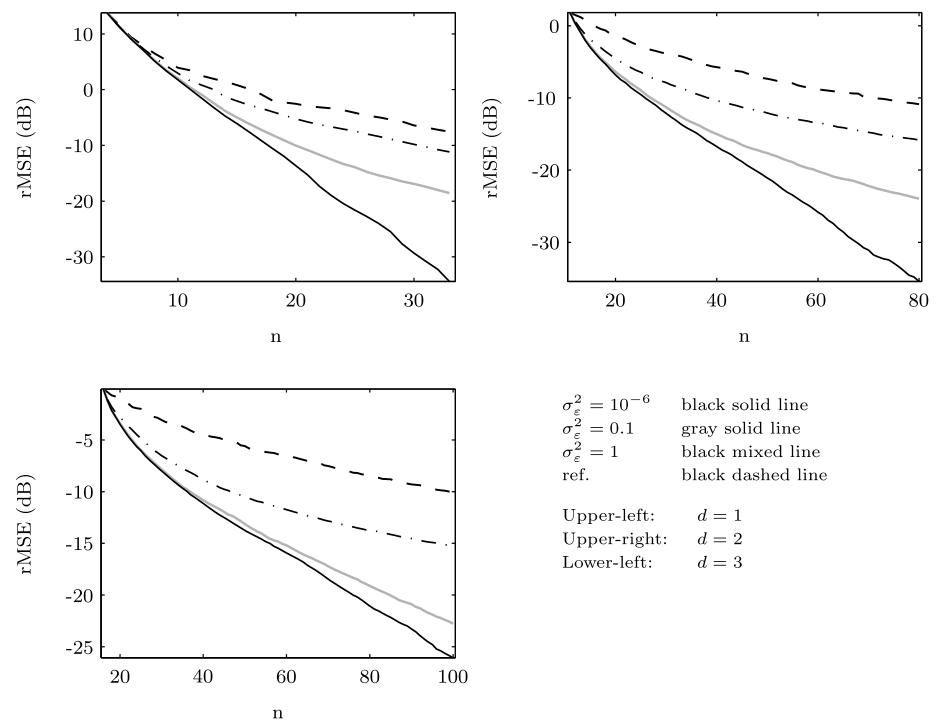 rMSE (dB)
10
0
-10
-20
-30
10 20 30
n
rMSE (dB)
0
-10
-20
-30
20 40 60 80
n
rMSE (dB)
-5
-10
-15
-20
-25
20 40 60 80 100
n
σ²_ε = 10⁻⁶ black solid line
σ²_ε = 0.1 gray solid line
σ²_ε = 1 black mixed line
ref. black dashed line
Upper-left: d = 1
Upper-right: d = 2
Lower-left: d = 3